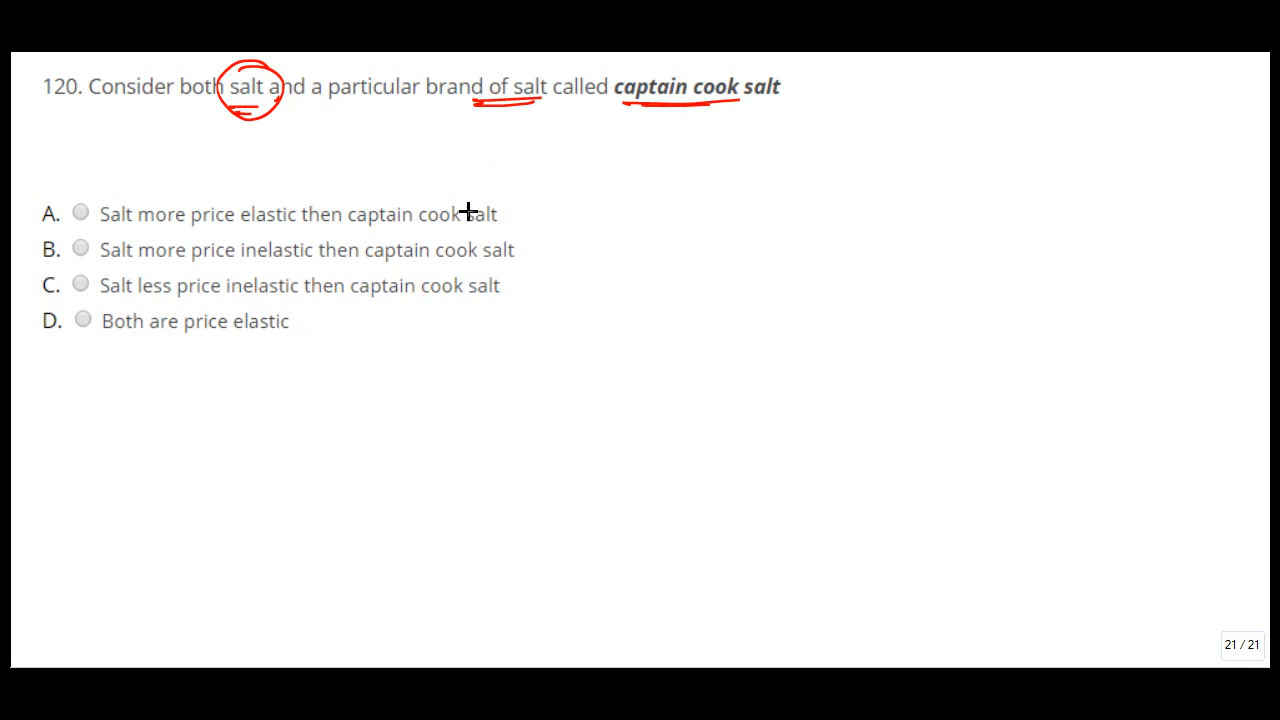 120. Consider both salt and a particular brand of salt called captain cook salt
A. Salt more price elastic then captain cook salt
B. Salt more price inelastic then captain cook salt
C. Salt less price inelastic then captain cook salt
D. Both are price elastic
21 / 21